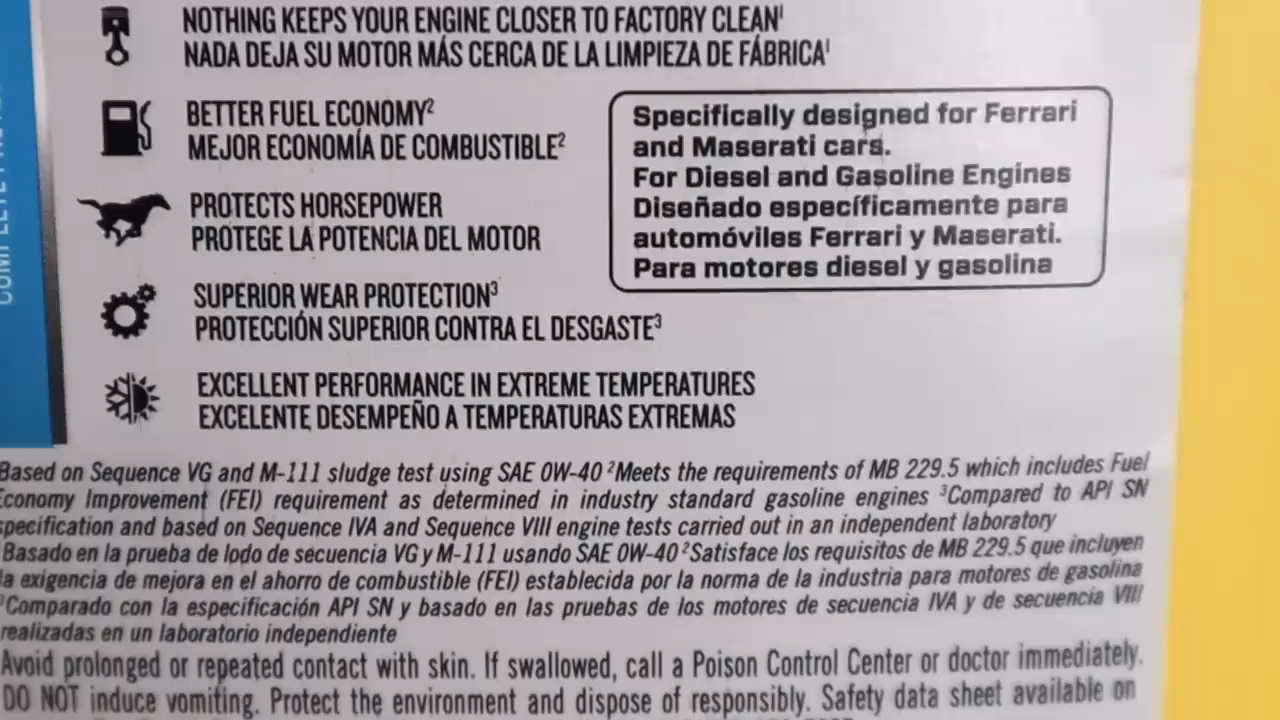 NOTHING KEEPS YOUR ENGINE CLOSER TO FACTORY CLEAN¹
NADA DEJA SU MOTOR MÁS CERCA DE LA LIMPIEZA DE FÁBRICA¹
BETTER FUEL ECONOMY²
MEJOR ECONOMÍA DE COMBUSTIBLE²
PROTECTS HORSEPOWER
PROTEGE LA POTENCIA DEL MOTOR
SUPERIOR WEAR PROTECTION³
PROTECCIÓN SUPERIOR CONTRA EL DESGASTE³
EXCELLENT PERFORMANCE IN EXTREME TEMPERATURES
EXCELENTE DESEMPEÑO A TEMPERATURAS EXTREMAS
Specifically designed for Ferrari
and Maserati cars.
For Diesel and Gasoline Engines
Diseñado específicamente para
automóviles Ferrari y Maserati.
Para motores diesel y gasolina
Based on Sequence VG and M-111 sludge test using SAE 0W-40 ²Meets the requirements of MB 229.5 which includes Fuel
Economy Improvement (FEI) requirement as determined in industry standard gasoline engines ³Compared to API SN
specification and based on Sequence IVA and Sequence VIII engine tests carried out in an independent laboratory
Basado en la prueba de lodo de secuencia VG y M-111 usando SAE 0W-40 ²Satisface los requisitos de MB 229.5 que incluyen
la exigencia de mejora en el ahorro de combustible (FEI) establecida por la norma de la industria para motores de gasolina
³Comparado con la especificación API SN y basado en las pruebas de los motores de secuencia IVA y de secuencia VIII
realizadas en un laboratorio independiente
Avoid prolonged or repeated contact with skin. If swallowed, call a Poison Control Center or doctor immediately.
DO NOT induce vomiting. Protect the environment and dispose of responsibly. Safety data sheet available on